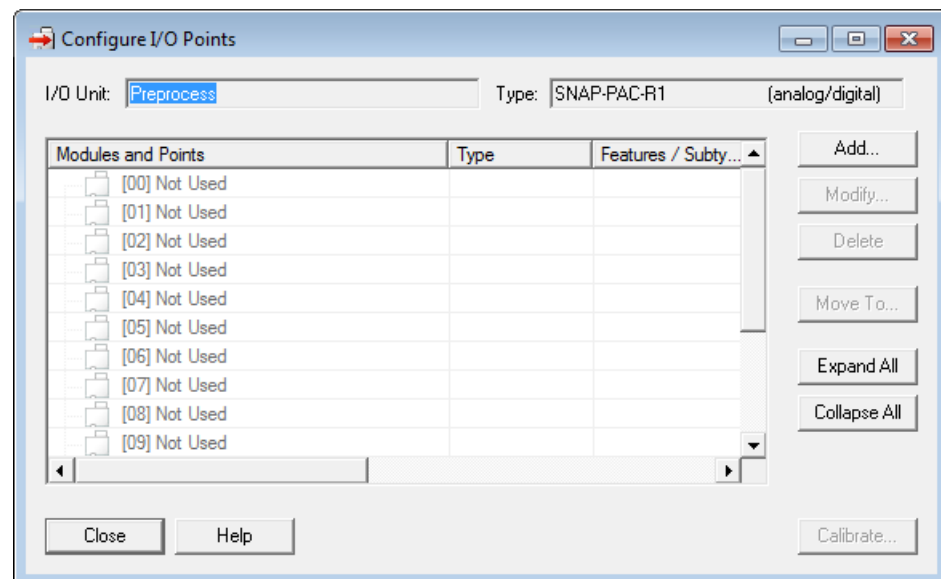 Configure I/O Points
I/O Unit: Preprocess Type: SNAP-PAC-R1 (analog/digital)
Modules and Points Type Features / Subty...
[00] Not Used
[01] Not Used
[02] Not Used
[03] Not Used
[04] Not Used
[05] Not Used
[06] Not Used
[07] Not Used
[08] Not Used
[09] Not Used
Add...
Modify...
Delete
Move To...
Expand All
Collapse All
Close Help Calibrate...